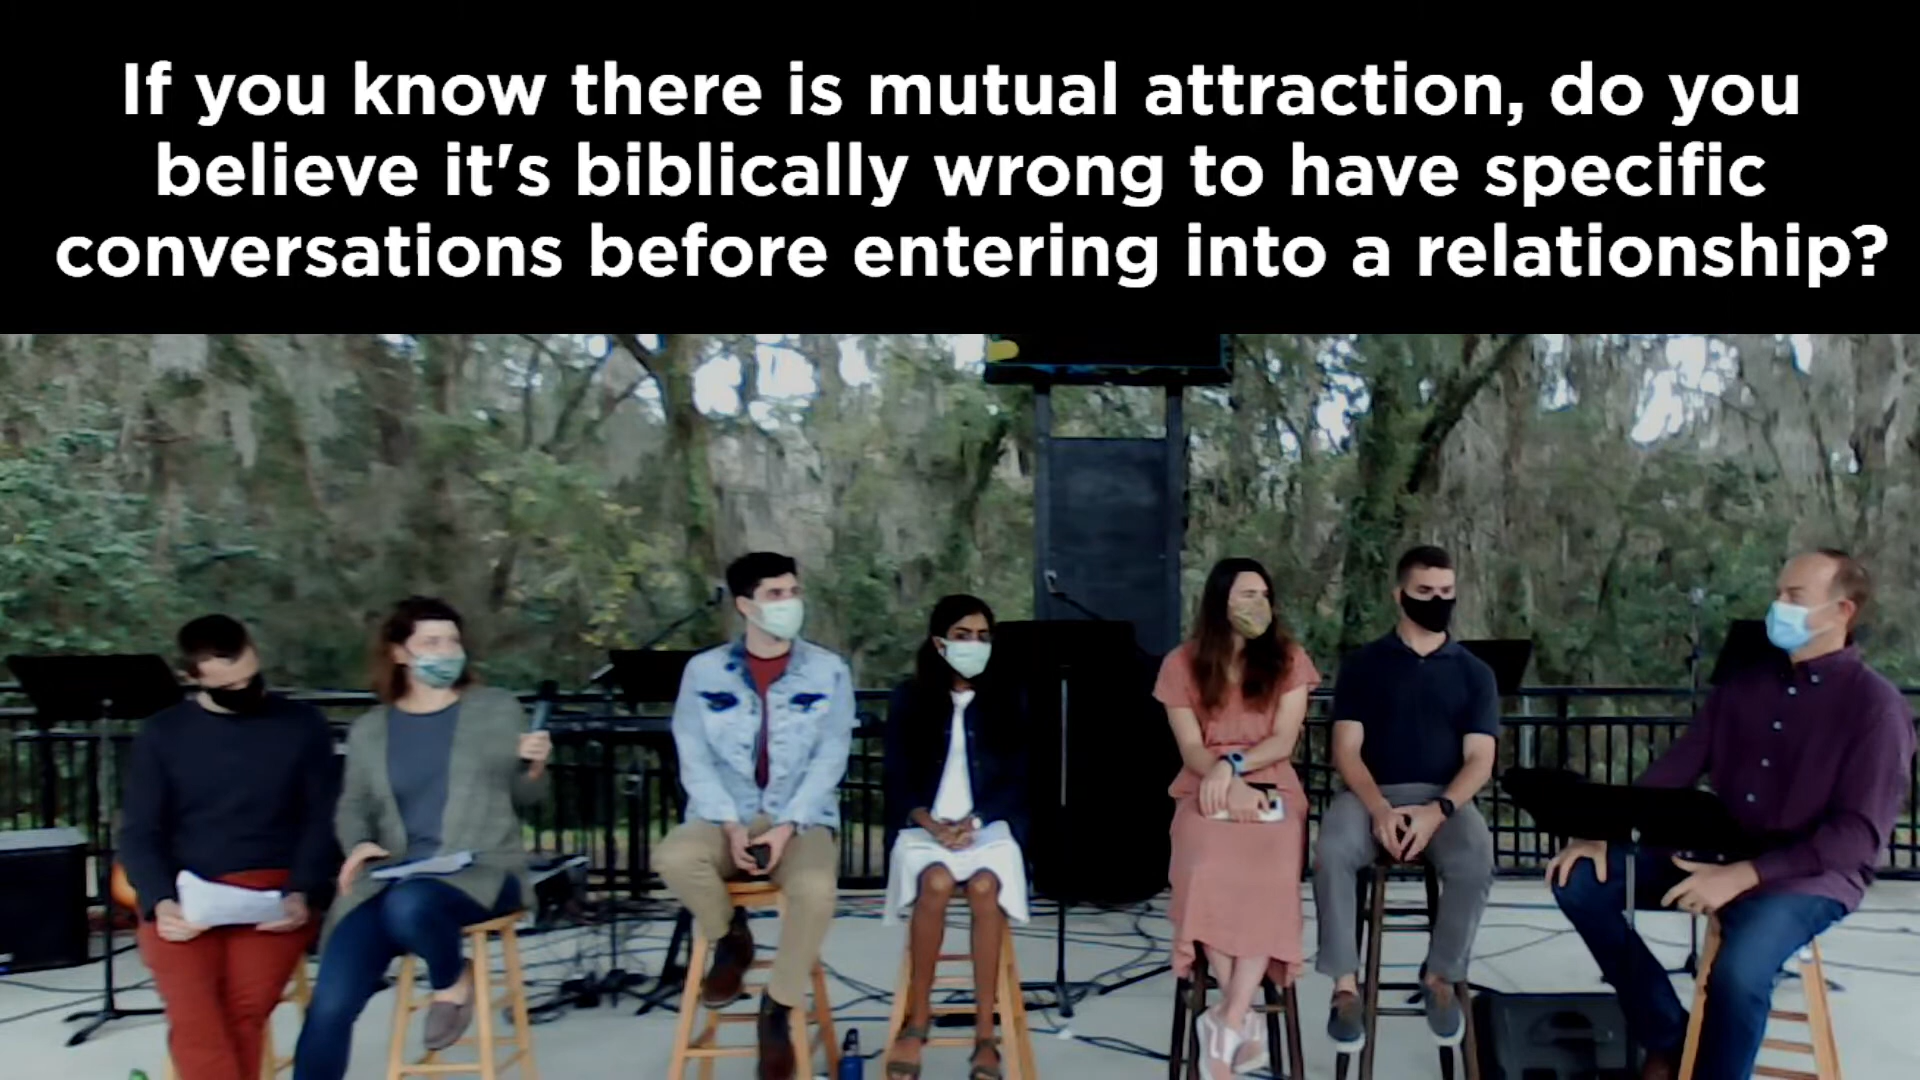 If you know there is mutual attraction, do you
believe it's biblically wrong to have specific
conversations before entering into a relationship?